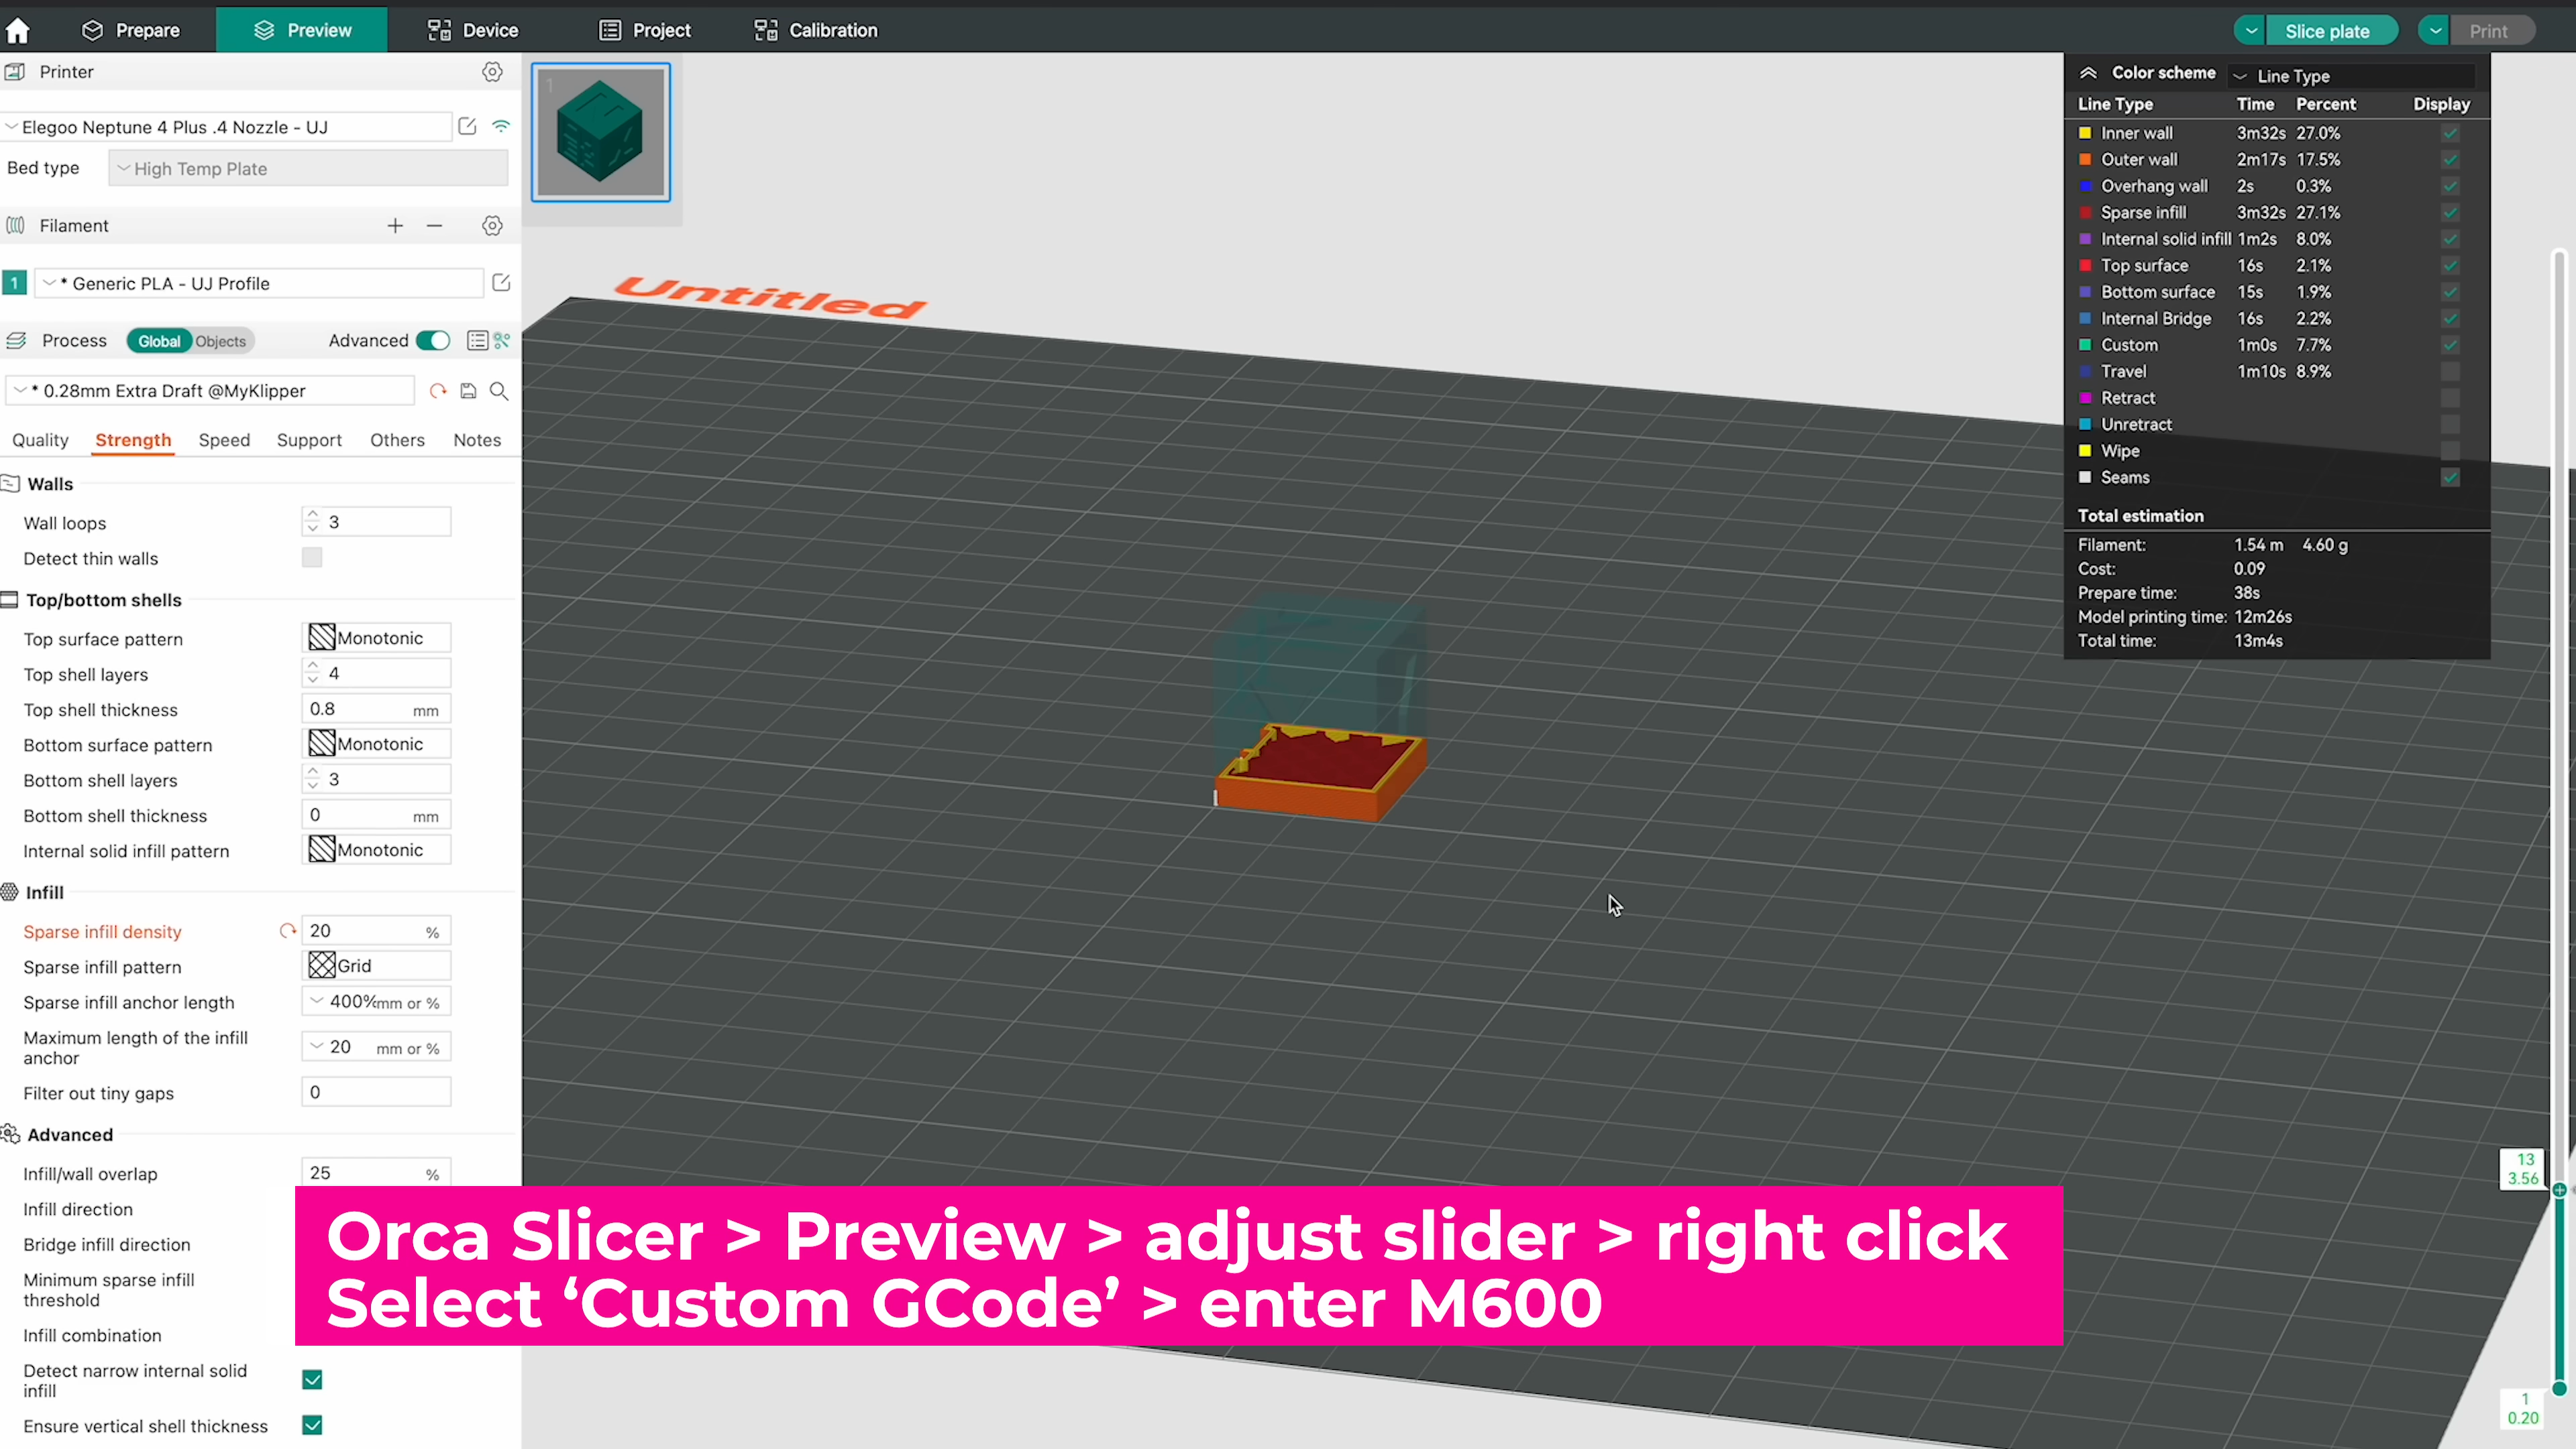 Prepare
Preview
Device
Project
Calibration
Slice plate
Print
Printer
Elegoo Neptune 4 Plus .4 Nozzle - UJ
Bed type
High Temp Plate
Filament
1
* Generic PLA - UJ Profile
Process
Global
Objects
Advanced
* 0.28mm Extra Draft @MyKlipper
Quality
Strength
Speed
Support
Others
Notes
Walls
Wall loops
3
Detect thin walls
Top/bottom shells
Top surface pattern
Monotonic
Top shell layers
4
Top shell thickness
0.8 mm
Bottom surface pattern
Monotonic
Bottom shell layers
3
Bottom shell thickness
0 mm
Internal solid infill pattern
Monotonic
Infill
Sparse infill density
20 %
Sparse infill pattern
Grid
Sparse infill anchor length
400% mm or %
Maximum length of the infill
anchor
20 mm or %
Filter out tiny gaps
0
Advanced
Infill/wall overlap
25 %
Infill direction
Bridge infill direction
Minimum sparse infill
threshold
Infill combination
Detect narrow internal solid
infill
Ensure vertical shell thickness
1
Untitled
Color scheme
Line Type
Line Type Time Percent Display
Inner wall 3m32s 27.0%
Outer wall 2m17s 17.5%
Overhang wall 2s 0.3%
Sparse infill 3m32s 27.1%
Internal solid infill 1m2s 8.0%
Top surface 16s 2.1%
Bottom surface 15s 1.9%
Internal Bridge 16s 2.2%
Custom 1m0s 7.7%
Travel 1m10s 8.9%
Retract
Unretract
Wipe
Seams
Total estimation
Filament: 1.54 m 4.60 g
Cost: 0.09
Prepare time: 38s
Model printing time: 12m26s
Total time: 13m4s
13
3.56
Orca Slicer > Preview > adjust slider > right click
Select ‘Custom GCode’ > enter M600
1
0.20